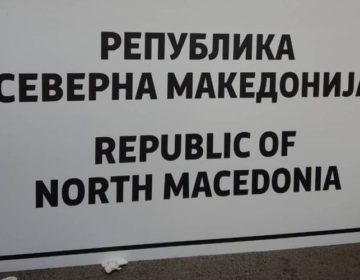 РЕПУБЛИКА
СЕВЕРНА МАКЕДОНИЈА
REPUBLIC OF
NORTH MACEDONIA